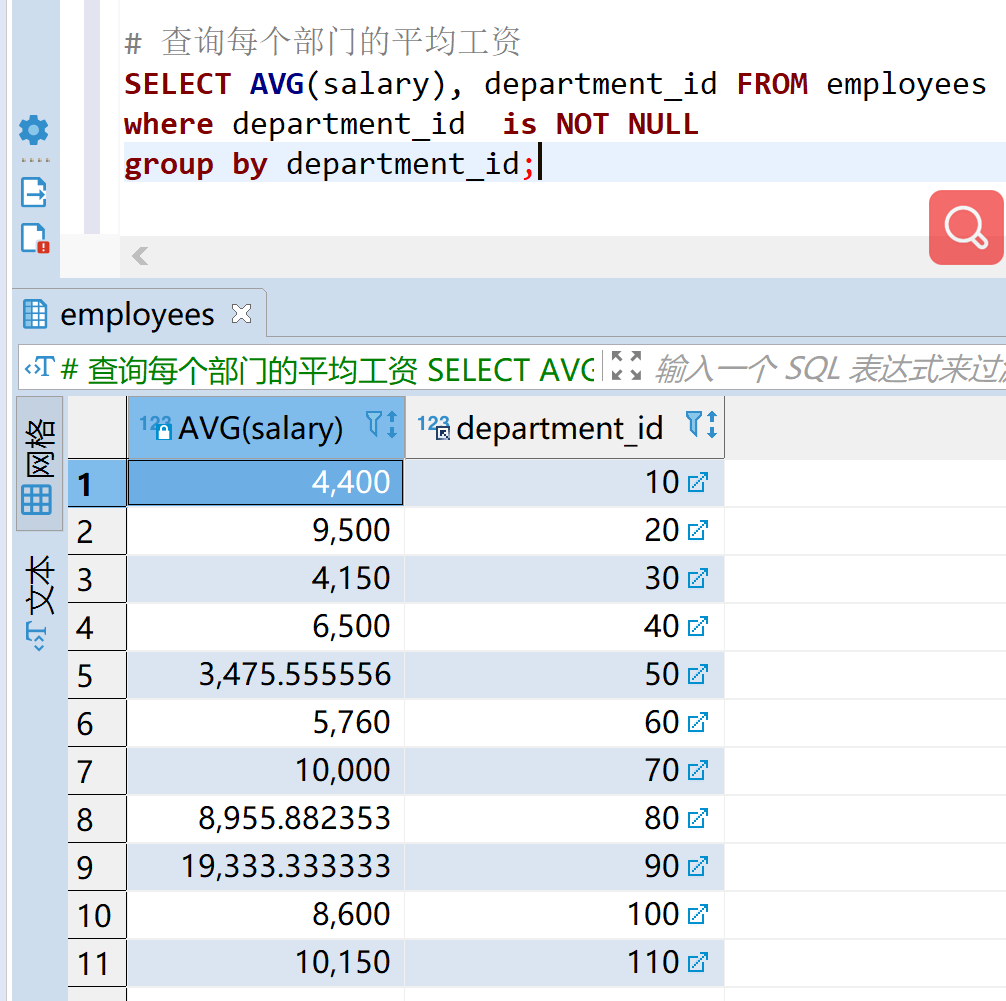 # 查询每个部门的平均工资
SELECT AVG(salary), department_id FROM employees
where department_id  is NOT NULL
group by department_id;
employees
# 查询每个部门的平均工资 SELECT AVG 输入一个 SQL 表达式来过
网格
文本
123 AVG(salary) 123 department_id
1 4,400 10
2 9,500 20
3 4,150 30
4 6,500 40
5 3,475.555556 50
6 5,760 60
7 10,000 70
8 8,955.882353 80
9 19,333.333333 90
10 8,600 100
11 10,150 110